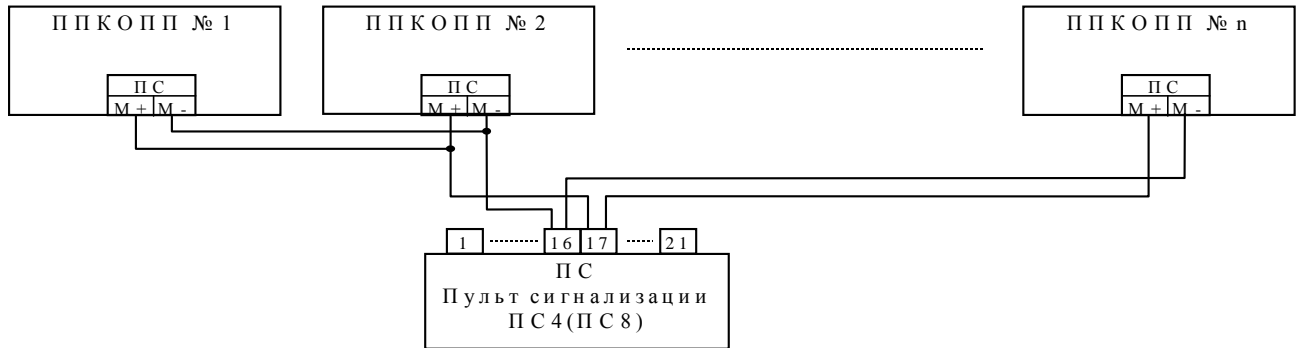 ППКОПП № 1
ППКОПП № 2
ППКОПП № n
ПС
М+ М-
ПС
М+ М-
ПС
М+ М-
1
16
17
21
ПС
Пульт сигнализации
ПС4(ПС8)